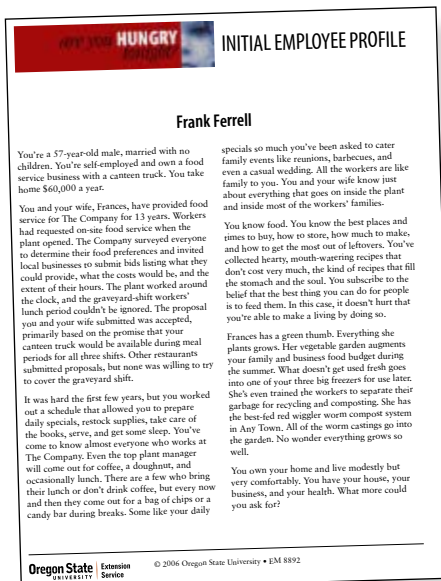 are you HUNGRY
tonight?
INITIAL EMPLOYEE PROFILE
Frank Ferrell
You're a 57-year-old male, married with no
children. You're self-employed and own a food
service business with a canteen truck. You take
home $60,000 a year.
You and your wife, Frances, have provided food
service for The Company for 13 years. Workers
had requested on-site food service when the
plant opened. The Company surveyed everyone
to determine their food preferences and invited
local businesses to submit bids listing what they
could provide, what the costs would be, and the
extent of their hours. The plant worked around
the clock, and the graveyard-shift workers'
lunch period couldn't be ignored. The proposal
you and your wife submitted was accepted,
primarily based on the promise that your
canteen truck would be available during meal
periods for all three shifts. Other restaurants
submitted proposals, but none was willing to try
to cover the graveyard shift.
It was hard the first few years, but you worked
out a schedule that allowed you to prepare
daily specials, restock supplies, take care of
the books, serve, and get some sleep. You've
come to know almost everyone who works at
The Company. Even the top plant manager
will come out for coffee, a doughnut, and
occasionally lunch. There are a few who bring
their lunch or don't drink coffee, but every now
and then they come out for a bag of chips or a
candy bar during breaks. Some like your daily
specials so much you've been asked to cater
family events like reunions, barbecues, and
even a casual wedding. All the workers are like
family to you. You and your wife know just
about everything that goes on inside the plant
and inside most of the workers' families.
You know food. You know the best places and
times to buy, how to store, how much to make,
and how to get the most out of leftovers. You've
collected hearty, mouth-watering recipes that
don't cost very much, the kind of recipes that fill
the stomach and the soul. You subscribe to the
belief that the best thing you can do for people
is to feed them. In this case, it doesn't hurt that
you're able to make a living by doing so.
Frances has a green thumb. Everything she
plants grows. Her vegetable garden augments
your family and business food budget during
the summer. What doesn't get used fresh goes
into one of your three big freezers for use later.
She's even trained the workers to separate their
garbage for recycling and composting. She has
the best-fed red wiggler worm compost system
in Any Town. All of the worm castings go into
the garden. No wonder everything grows so
well.
You own your home and live modestly but
very comfortably. You have your house, your
business, and your health. What more could
you ask for?
Oregon State UNIVERSITY Extension Service
© 2006 Oregon State University • EM 8892